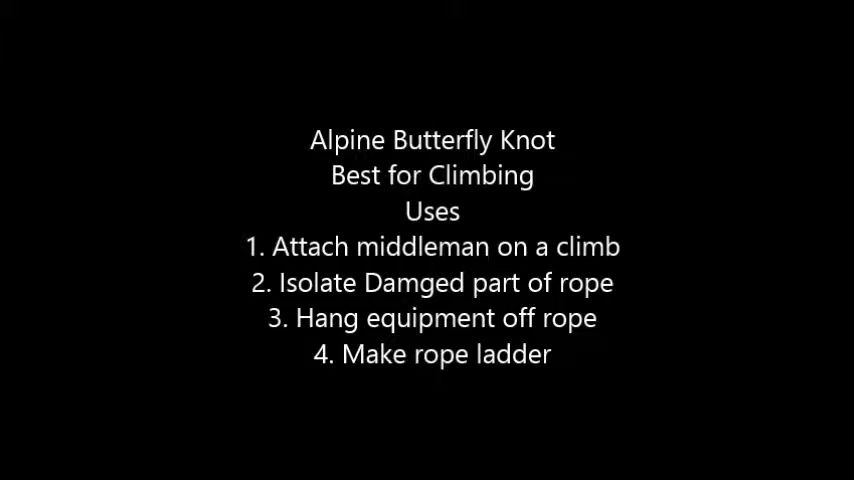 Alpine Butterfly Knot
Best for Climbing
Uses
1. Attach middleman on a climb
2. Isolate Damged part of rope
3. Hang equipment off rope
4. Make rope ladder